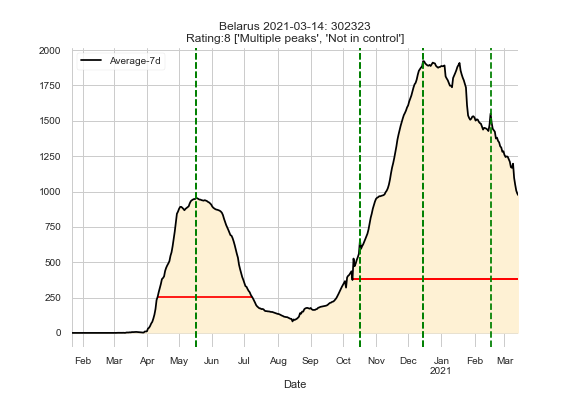 Belarus 2021-03-14: 302323
Rating:8 ['Multiple peaks', 'Not in control']
Average-7d
2000
1750
1500
1250
1000
750
500
250
0
Feb Mar Apr May Jun Jul Aug Sep Oct Nov Dec Jan Feb Mar
2021
Date